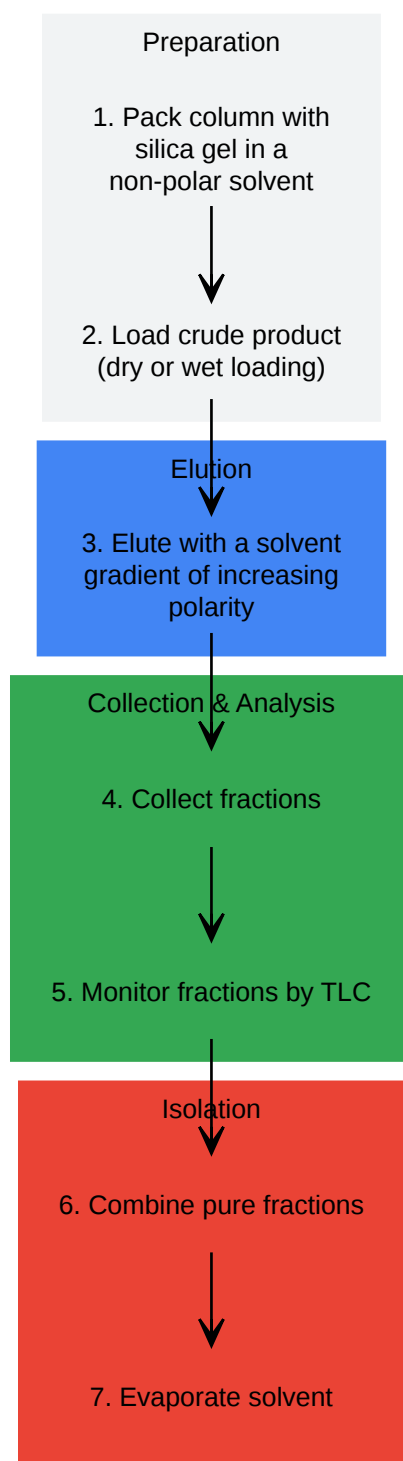 Preparation
1. Pack column with
silica gel in a
non-polar solvent
2. Load crude product
(dry or wet loading)
Elution
3. Elute with a solvent
gradient of increasing
polarity
Collection & Analysis
4. Collect fractions
5. Monitor fractions by TLC
Isolation
6. Combine pure fractions
7. Evaporate solvent